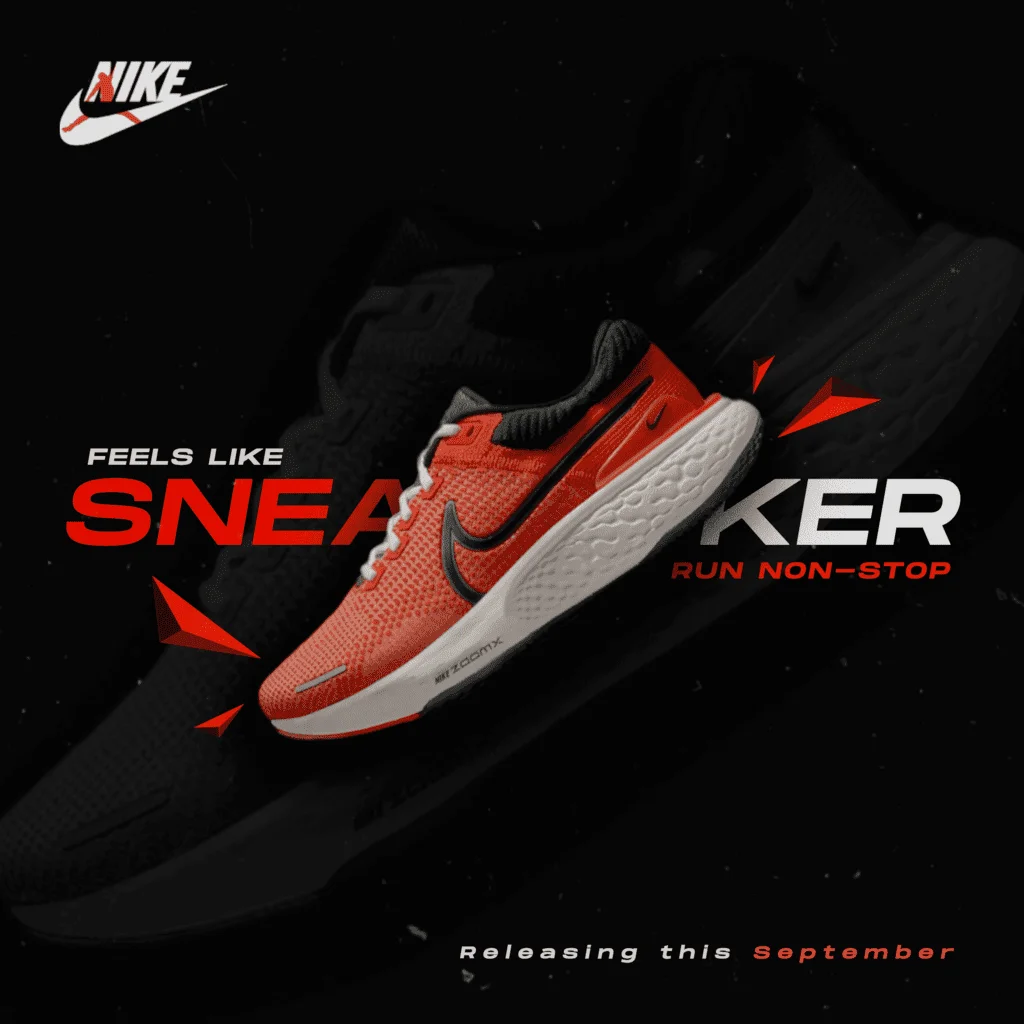 NIKE
FEELS LIKE
SNEAKER
RUN NON-STOP
NIKE ZOOMX
Releasing this September